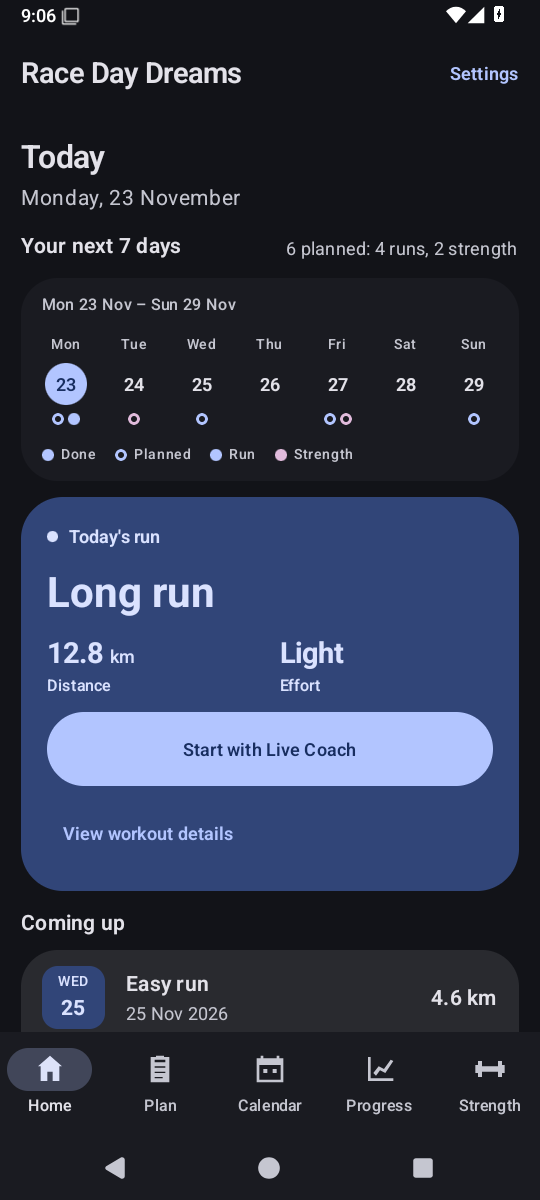 9:06
Race Day Dreams
Settings
Today
Monday, 23 November
Your next 7 days
6 planned: 4 runs, 2 strength
Mon 23 Nov – Sun 29 Nov
Mon Tue Wed Thu Fri Sat Sun
23 24 25 26 27 28 29
Done Planned Run Strength
Today's run
Long run
12.8 km Light
Distance Effort
Start with Live Coach
View workout details
Coming up
WED
25
Easy run
25 Nov 2026
4.6 km
Home Plan Calendar Progress Strength